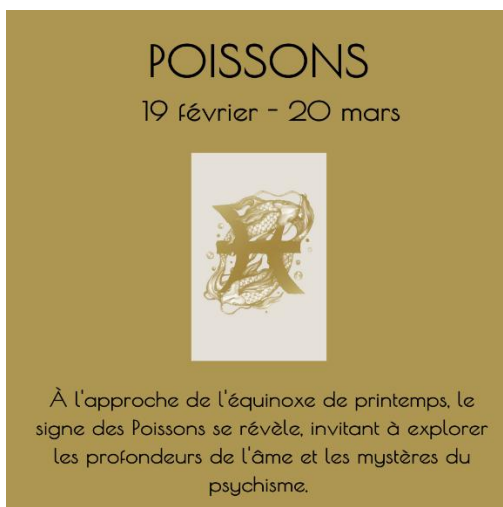 POISSONS
19 février - 20 mars
À l'approche de l'équinoxe de printemps, le
signe des Poissons se révèle, invitant à explorer
les profondeurs de l'âme et les mystères du
psychisme.